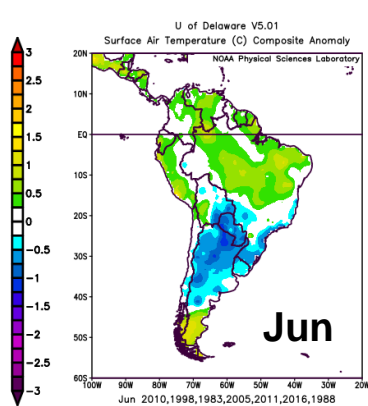 U of Delaware V5.01
Surface Air Temperature (C) Composite Anomaly
NOAA Physical Sciences Laboratory
3
2.5
2
1.5
1
0.5
0
−0.5
−1
−1.5
−2
−2.5
−3
20N
10N
EQ
10S
20S
30S
40S
50S
60S
100W 90W 80W 70W 60W 50W 40W 30W 20W
Jun
Jun 2010,1998,1983,2005,2011,2016,1988